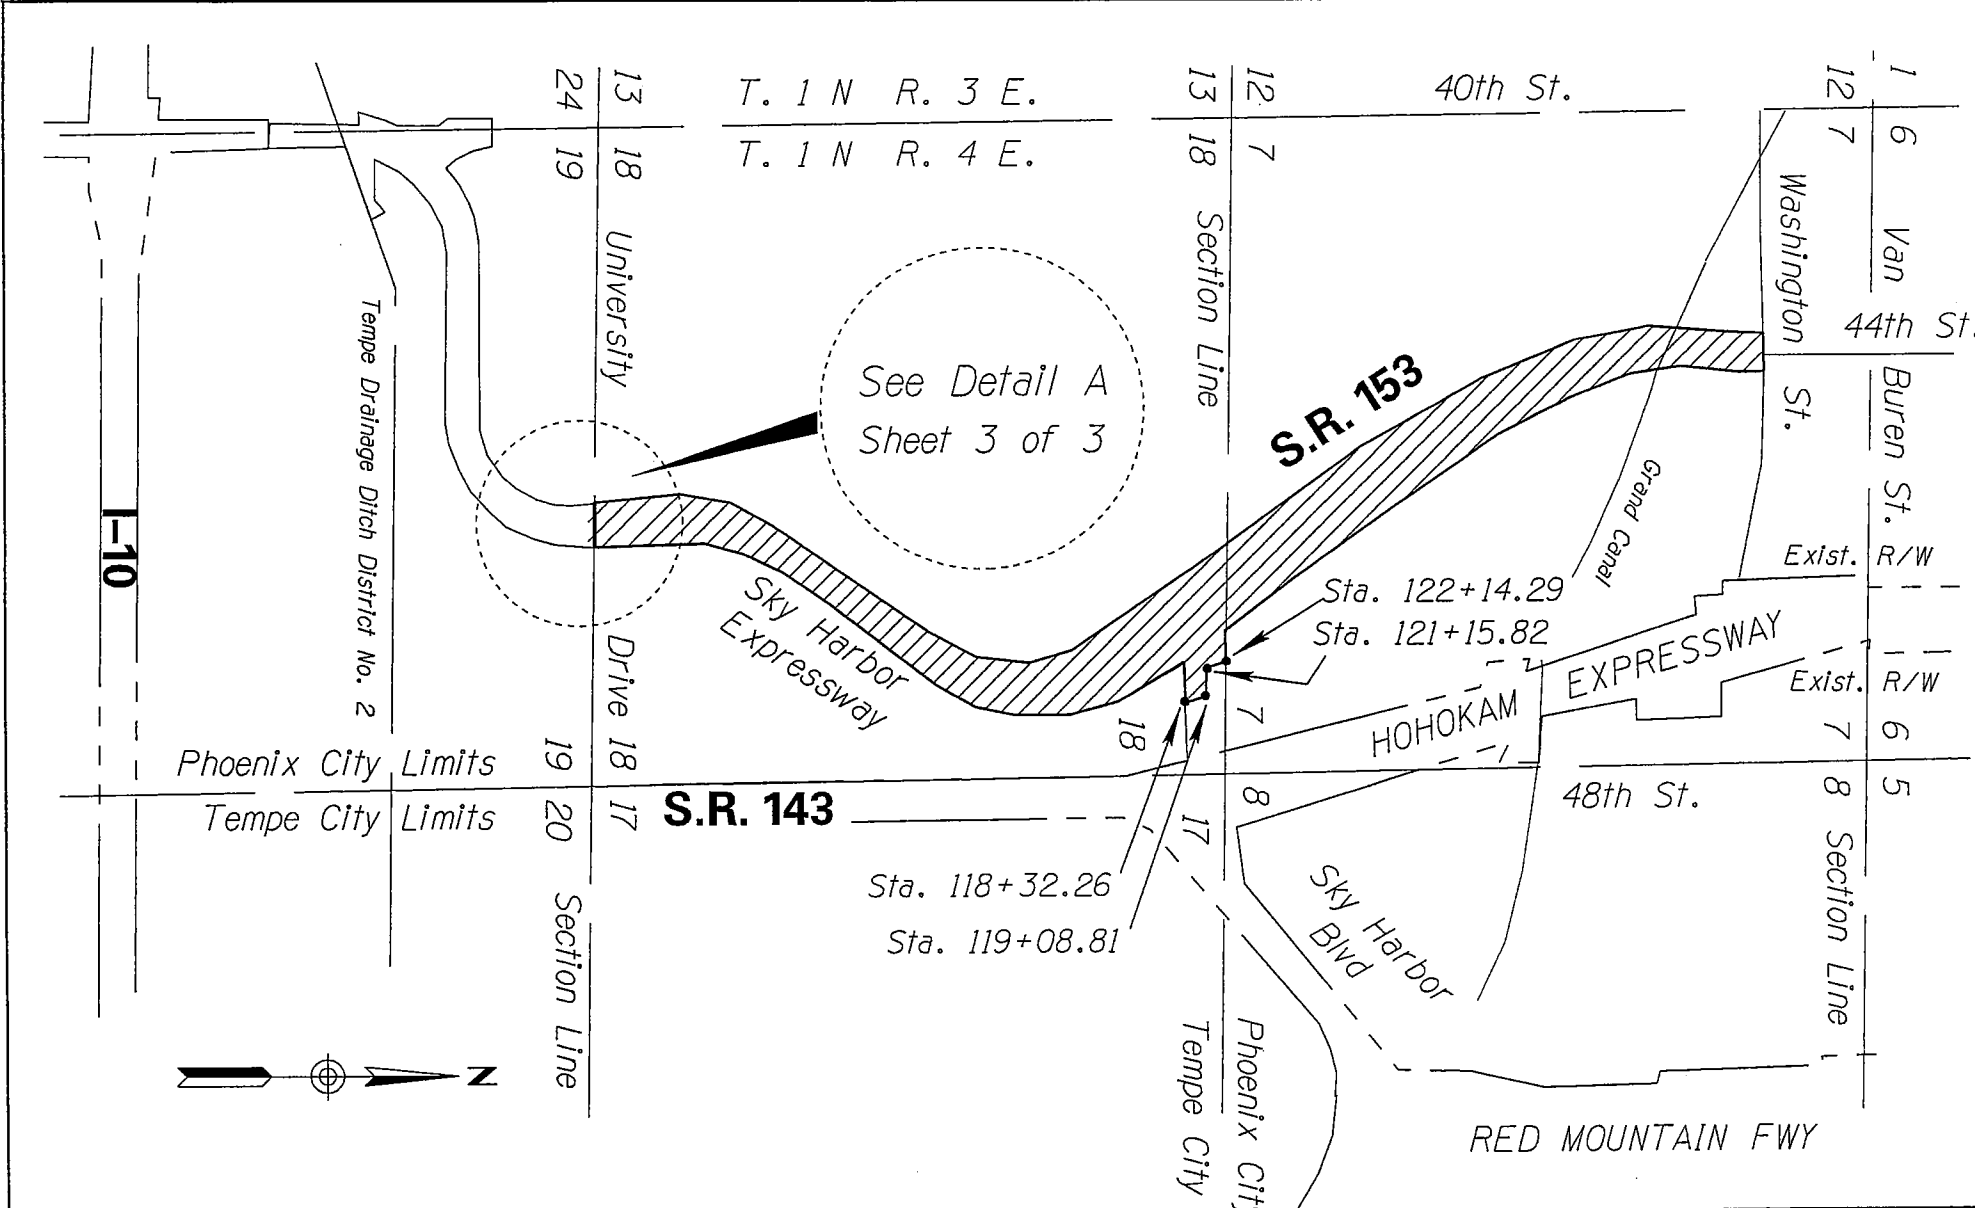 24 13
19 18
T. 1 N R. 3 E.
T. 1 N R. 4 E.
13 12
18 7
40th St.
12 1
7 6
University
Drive
Section Line
Washington
St.
Van
Buren St.
44th St.
Tempe Drainage Ditch District No. 2
See Detail A
Sheet 3 of 3
S.R. 153
Grand Canal
I-10
Sky Harbor
Expressway
Sta. 122+14.29
Sta. 121+15.82
Exist. R/W
HOHOKAM EXPRESSWAY
Exist. R/W
18 7
17 8
7 6
8 5
19 18
20 17
Phoenix City Limits
Tempe City Limits
S.R. 143
48th St.
Sta. 118+32.26
Sta. 119+08.81
Sky Harbor
Blvd
Section Line
Section Line
Phoenix City
Tempe City
N
RED MOUNTAIN FWY